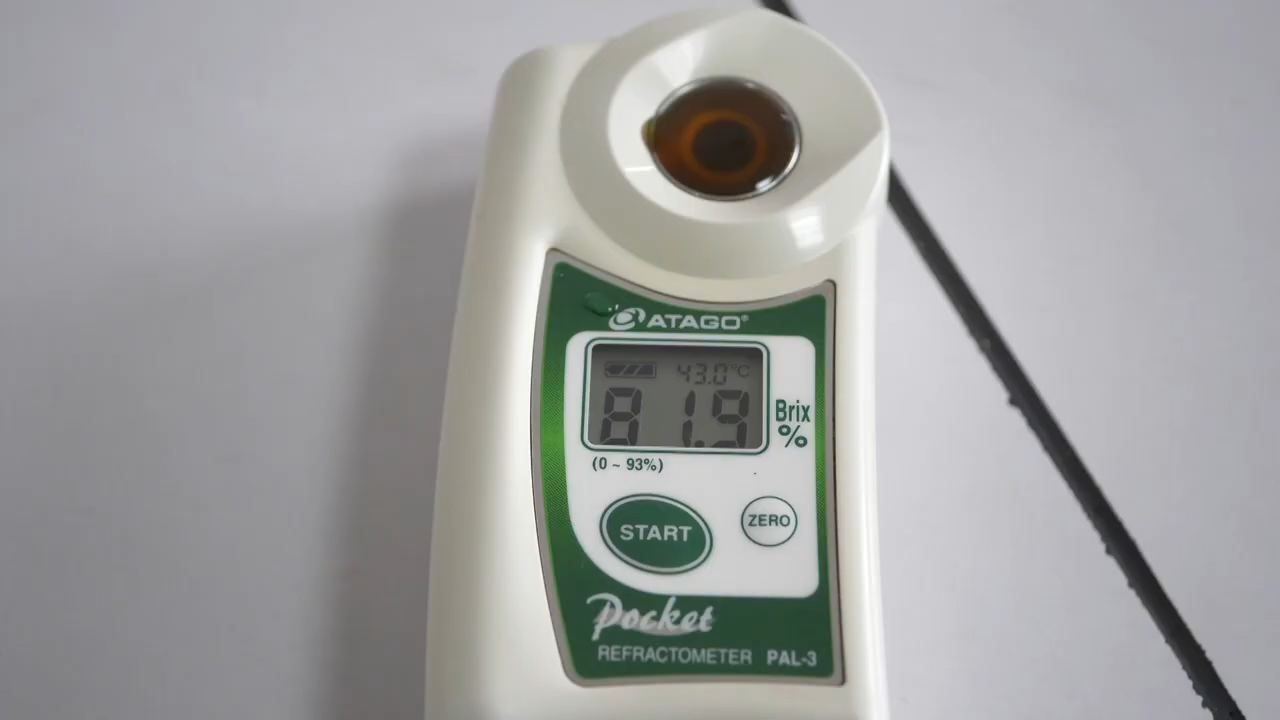 ATAGO®
43.0°C
81.9
Brix
%
(0 ~ 93%)
START
ZERO
Pocket
REFRACTOMETER PAL-3